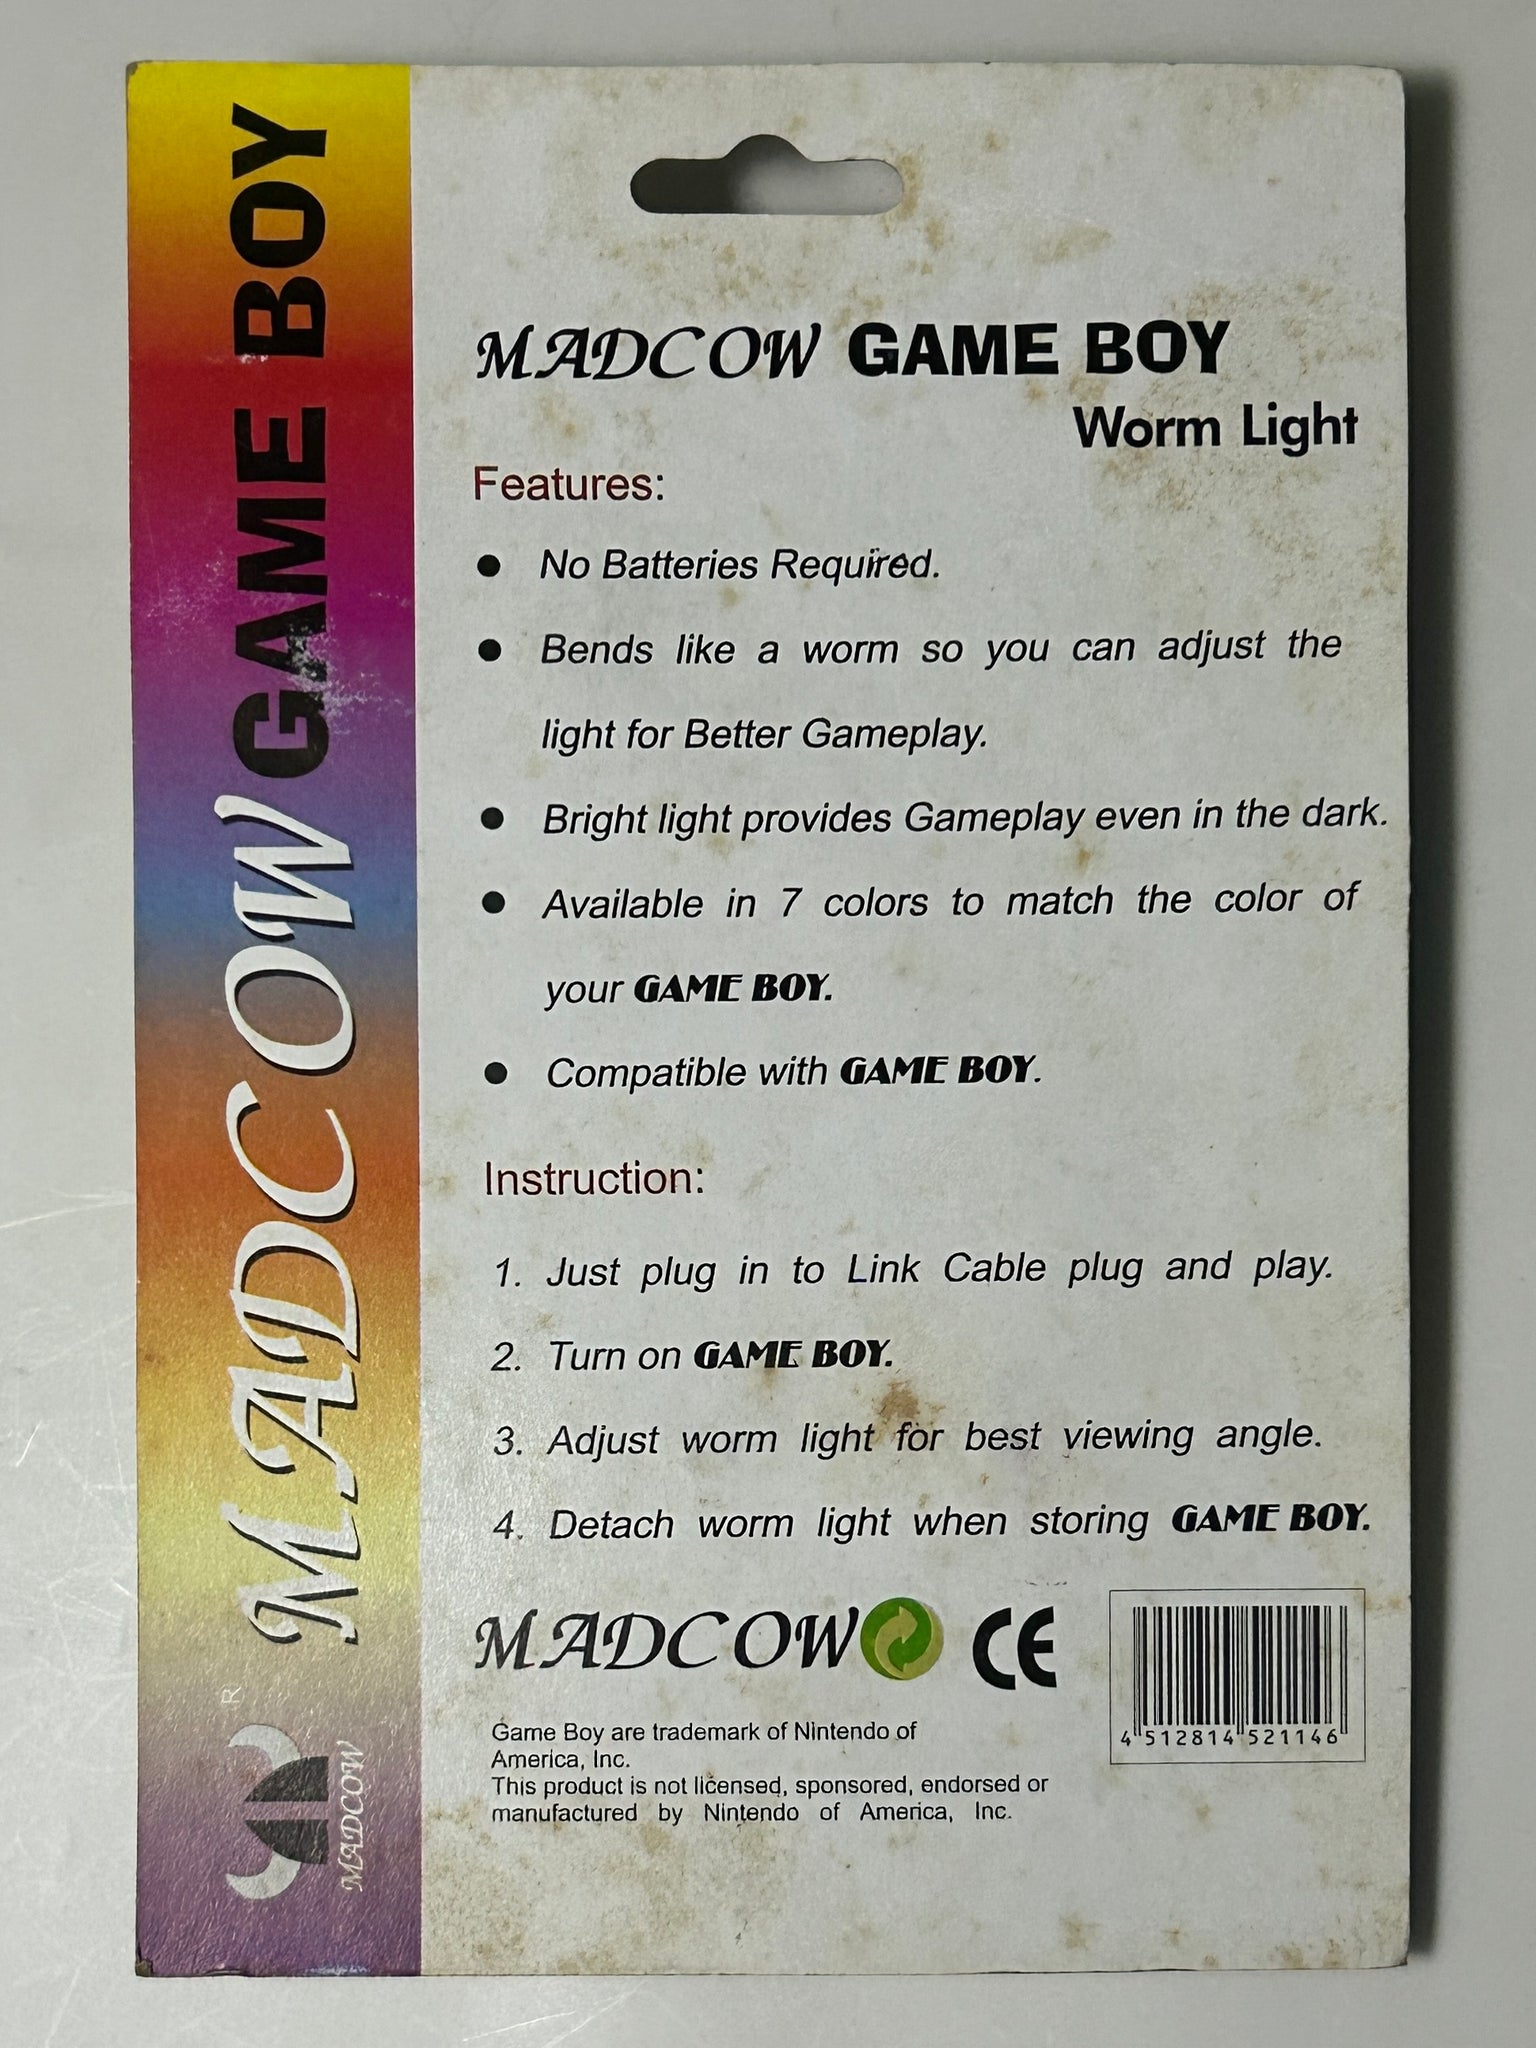 MADCOW GAME BOY
R
MADCOW
MADCOW GAME BOY
Worm Light
Features:
● No Batteries Required.
● Bends like a worm so you can adjust the
light for Better Gameplay.
● Bright light provides Gameplay even in the dark.
● Available in 7 colors to match the color of
your GAME BOY.
● Compatible with GAME BOY.
Instruction:
1. Just plug in to Link Cable plug and play.
2. Turn on GAME BOY.
3. Adjust worm light for best viewing angle.
4. Detach worm light when storing GAME BOY.
MADCOW CE
4 512814 521146
Game Boy are trademark of Nintendo of
America, Inc.
This product is not licensed, sponsored, endorsed or
manufactured by Nintendo of America, Inc.